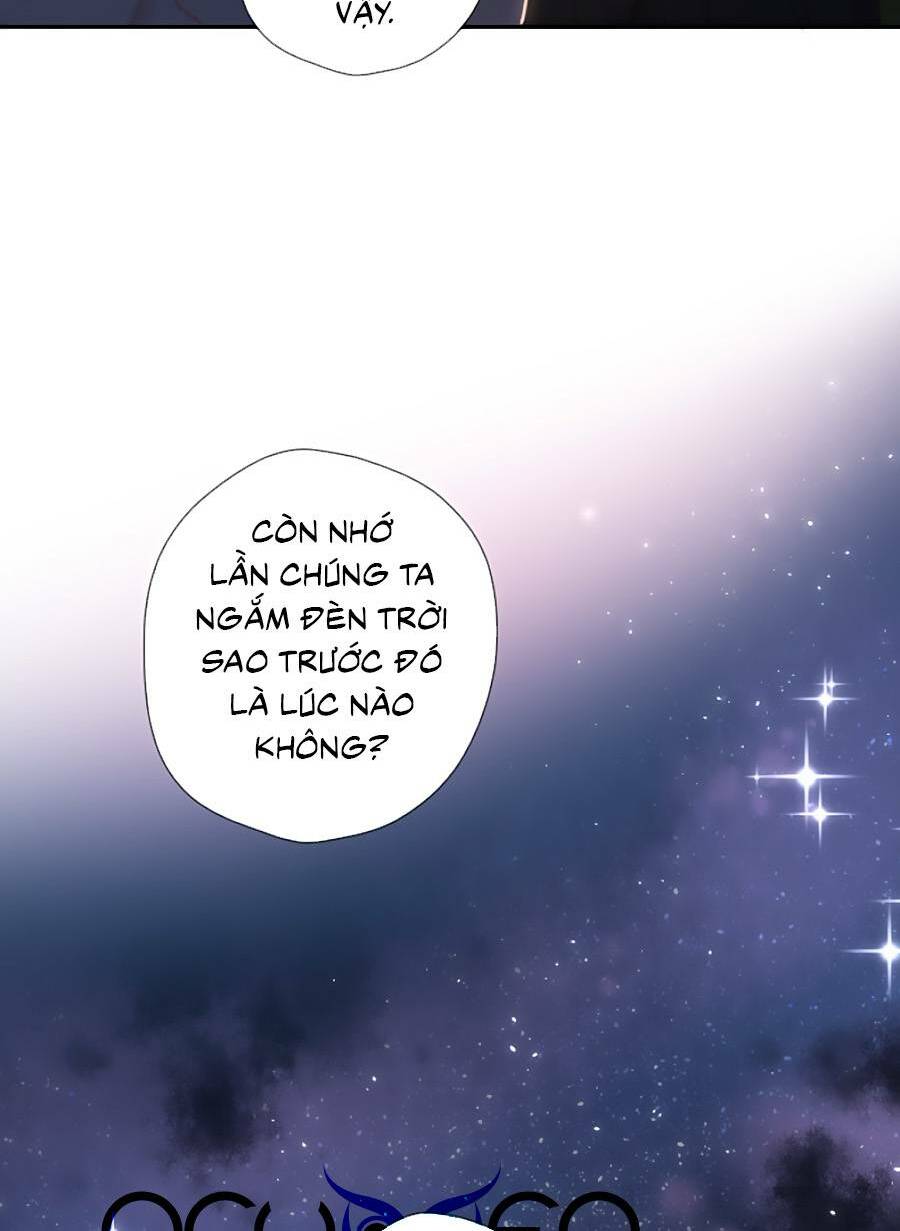 VẬY.
CÒN NHỚ
LẦN CHÚNG TA
NGẮM ĐÈN TRỜI
SAO TRƯỚC ĐÓ
LÀ LÚC NÀO
KHÔNG?